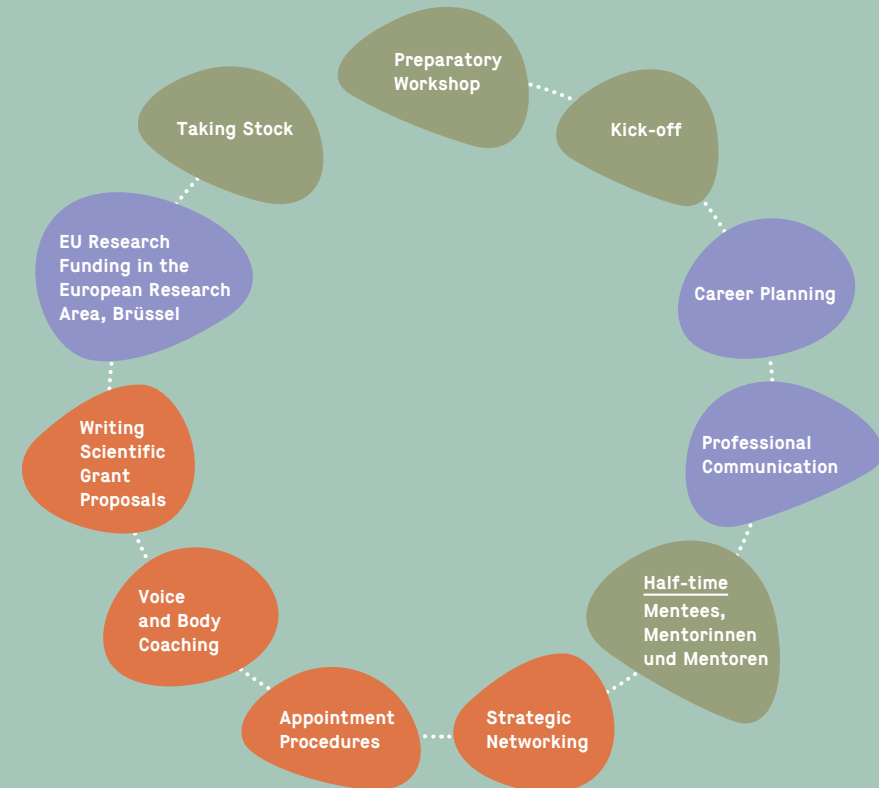 Preparatory
Workshop
Kick-off
Career Planning
Professional
Communication
Half-time
Mentees,
Mentorinnen
und Mentoren
Strategic
Networking
Appointment
Procedures
Voice
and Body
Coaching
Writing
Scientific
Grant
Proposals
EU Research
Funding in the
European Research
Area, Brüssel
Taking Stock